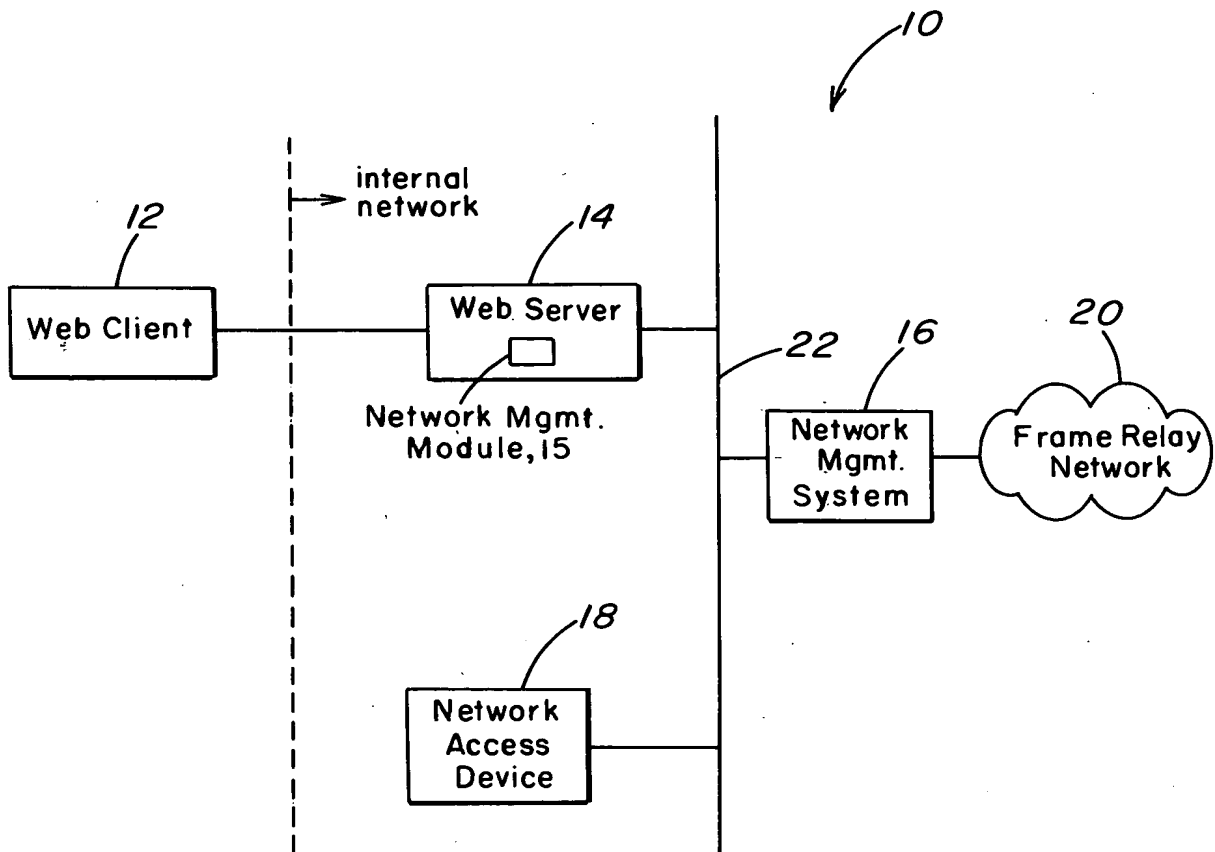 10
internal
network
12
14
Web Client
Web Server
22
16
20
Network Mgmt.
Module, 15
Network
Mgmt.
System
Frame Relay
Network
18
Network
Access
Device